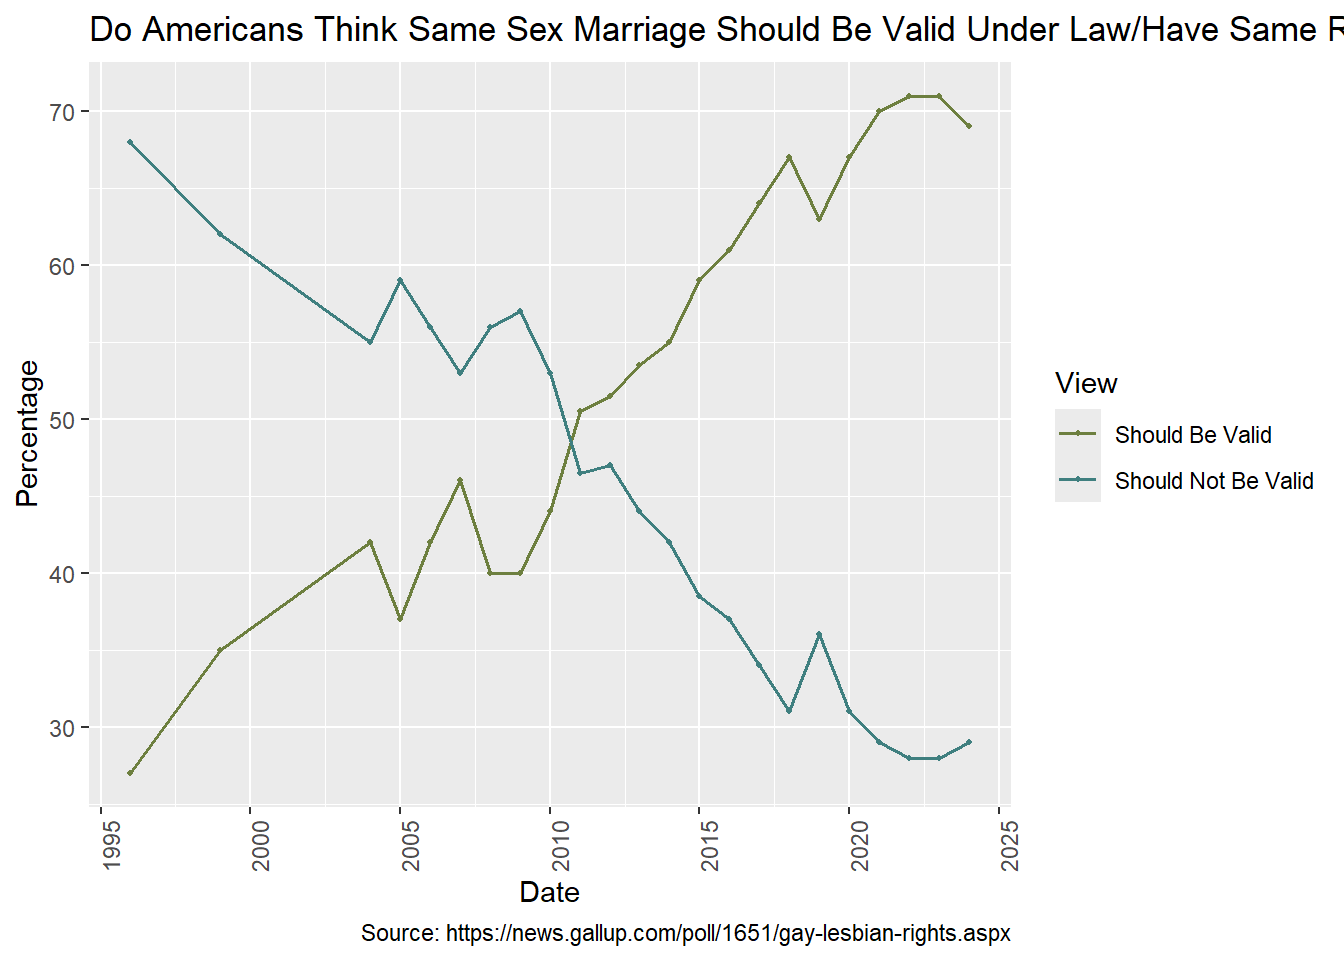 Do Americans Think Same Sex Marriage Should Be Valid Under Law/Have Same R
70
60
50
40
30
Percentage
1995
2000
2005
2010
2015
2020
2025
Date
View
Should Be Valid
Should Not Be Valid
Source: https://news.gallup.com/poll/1651/gay-lesbian-rights.aspx